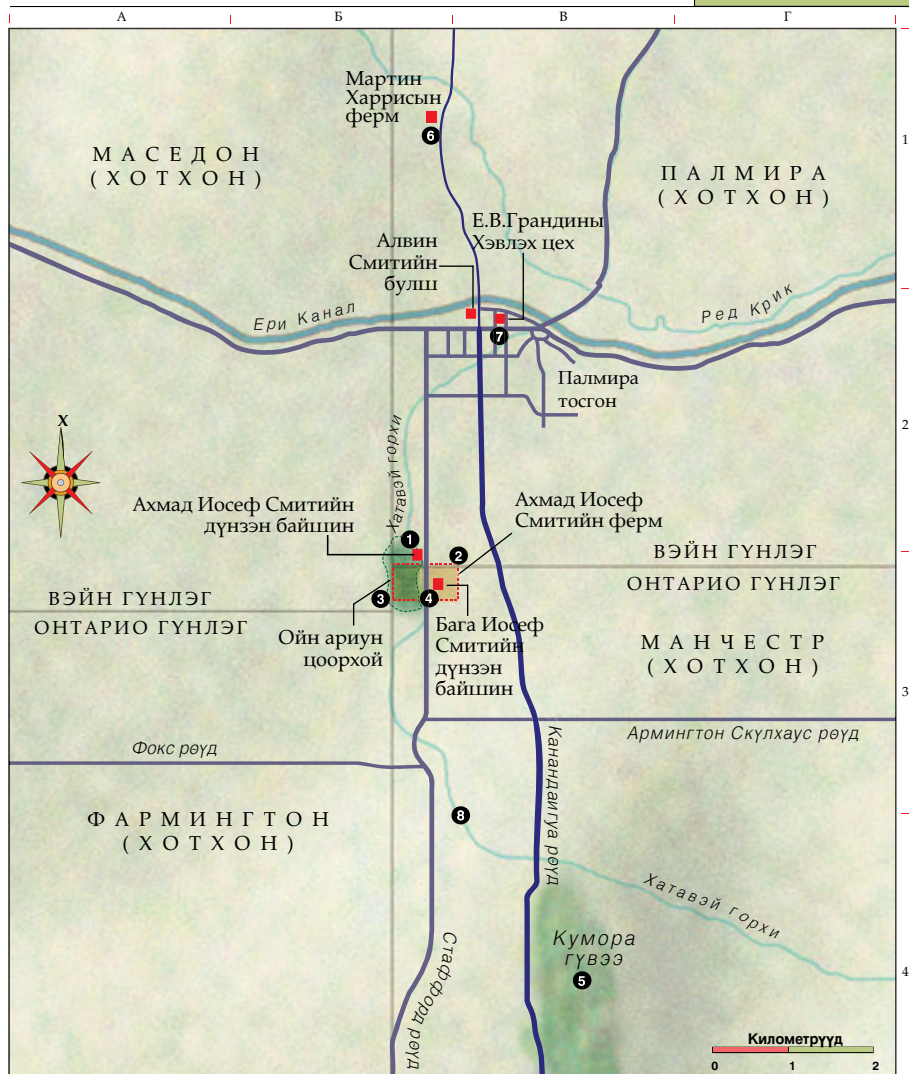 А
Б
В
Г
Мартин
Харрисын
ферм
6
1
МАСЕДОН
(ХОТХОН)
ПАЛМИРА
(ХОТХОН)
Е.В.Грандины
Хэвлэх цех
Алвин
Смитийн
булш
Ери Канал
Ред Крик
7
Палмира
тосгон
2
Х
Хатавэй горхи
Ахмад Иосеф Смитийн
дүнзэн байшин
Ахмад Иосеф
Смитийн ферм
1
2
ВЭЙН ГҮНЛЭГ
ОНТАРИО ГҮНЛЭГ
3
4
ВЭЙН ГҮНЛЭГ
ОНТАРИО ГҮНЛЭГ
Ойн ариун
цоорхой
Бага Иосеф
Смитийн
дүнзэн
байшин
МАНЧЕСТР
(ХОТХОН)
3
Фокс рөүд
Армингтон Скүлхаус рөүд
Канандаигуа рөүд
ФАРМИНГТОН
(ХОТХОН)
8
Хатавэй горхи
Стаффорд рөүд
Кумора
гүвээ
5
4
Километрүүд
0 1 2